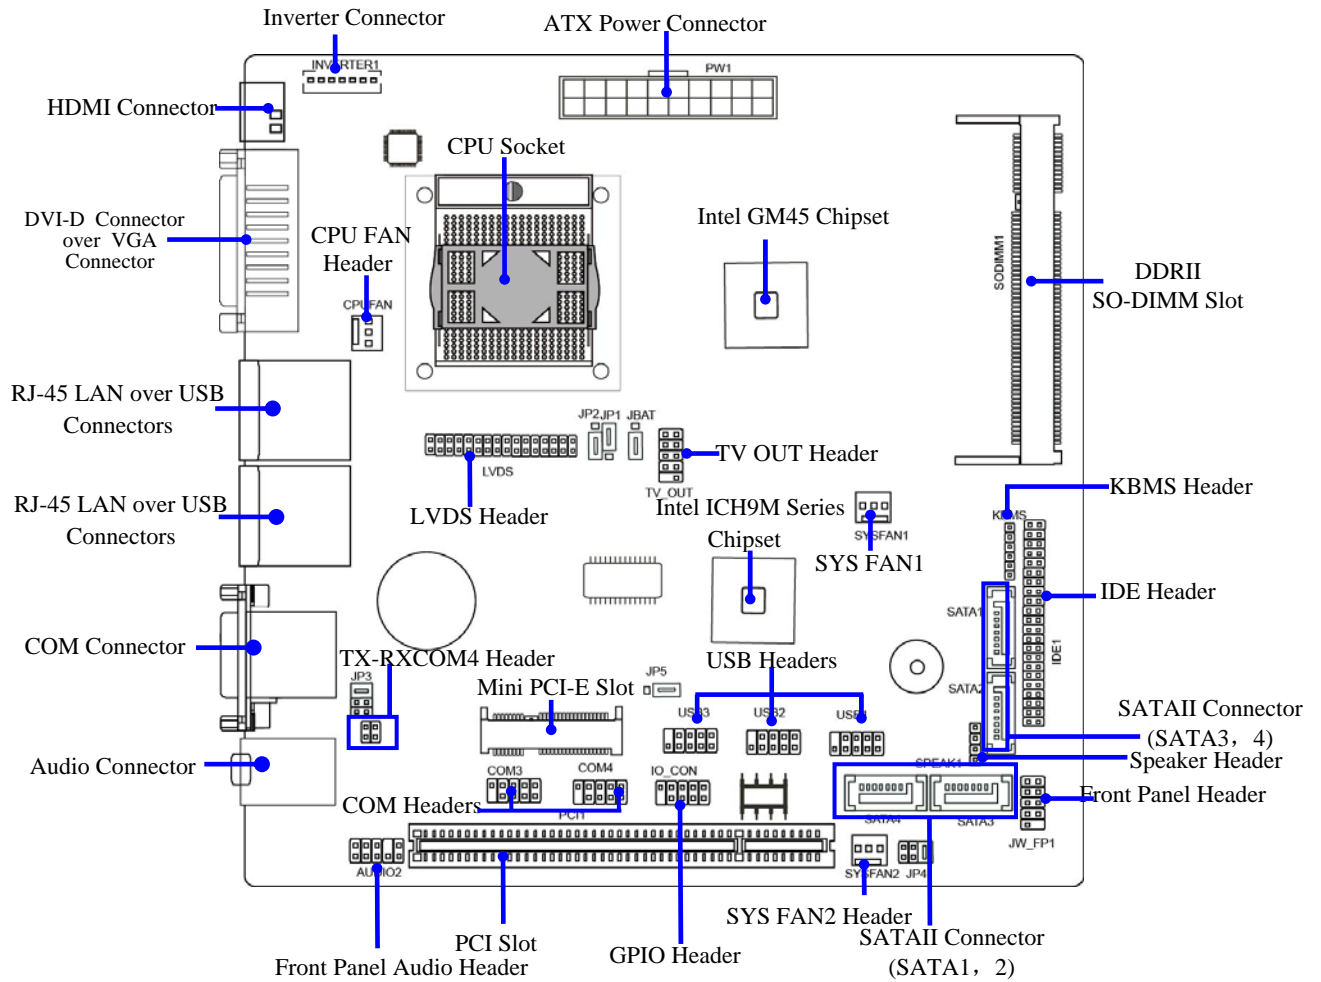 Inverter Connector
ATX Power Connector
INVERTER1
PW1
HDMI Connector
CPU Socket
DVI-D Connector
over VGA
Connector
CPU FAN
Header
CPUFAN
Intel GM45 Chipset
SODIMM1
DDRII
SO-DIMM Slot
RJ-45 LAN over USB
Connectors
JP2
JP1
JBAT
LVDS
TV OUT Header
TV_OUT
KBMS Header
RJ-45 LAN over USB
Connectors
LVDS Header
Intel ICH9M Series
Chipset
SYSFAN1
SYS FAN1
KBMS
IDE Header
SATA1
IDE1
COM Connector
TX-RXCOM4 Header
JP3
Mini PCI-E Slot
JP5
USB Headers
SATA2
USB3
USB2
USB1
SATAII Connector
(SATA3, 4)
Audio Connector
SPEAK1
Speaker Header
COM3
COM4
IO_CON
COM Headers
PCI1
Front Panel Header
SATA4
SATA3
JW_FP1
AUDIO2
SYSFAN2
JP4
SYS FAN2 Header
PCI Slot
GPIO Header
Front Panel Audio Header
SATAII Connector
(SATA1, 2)